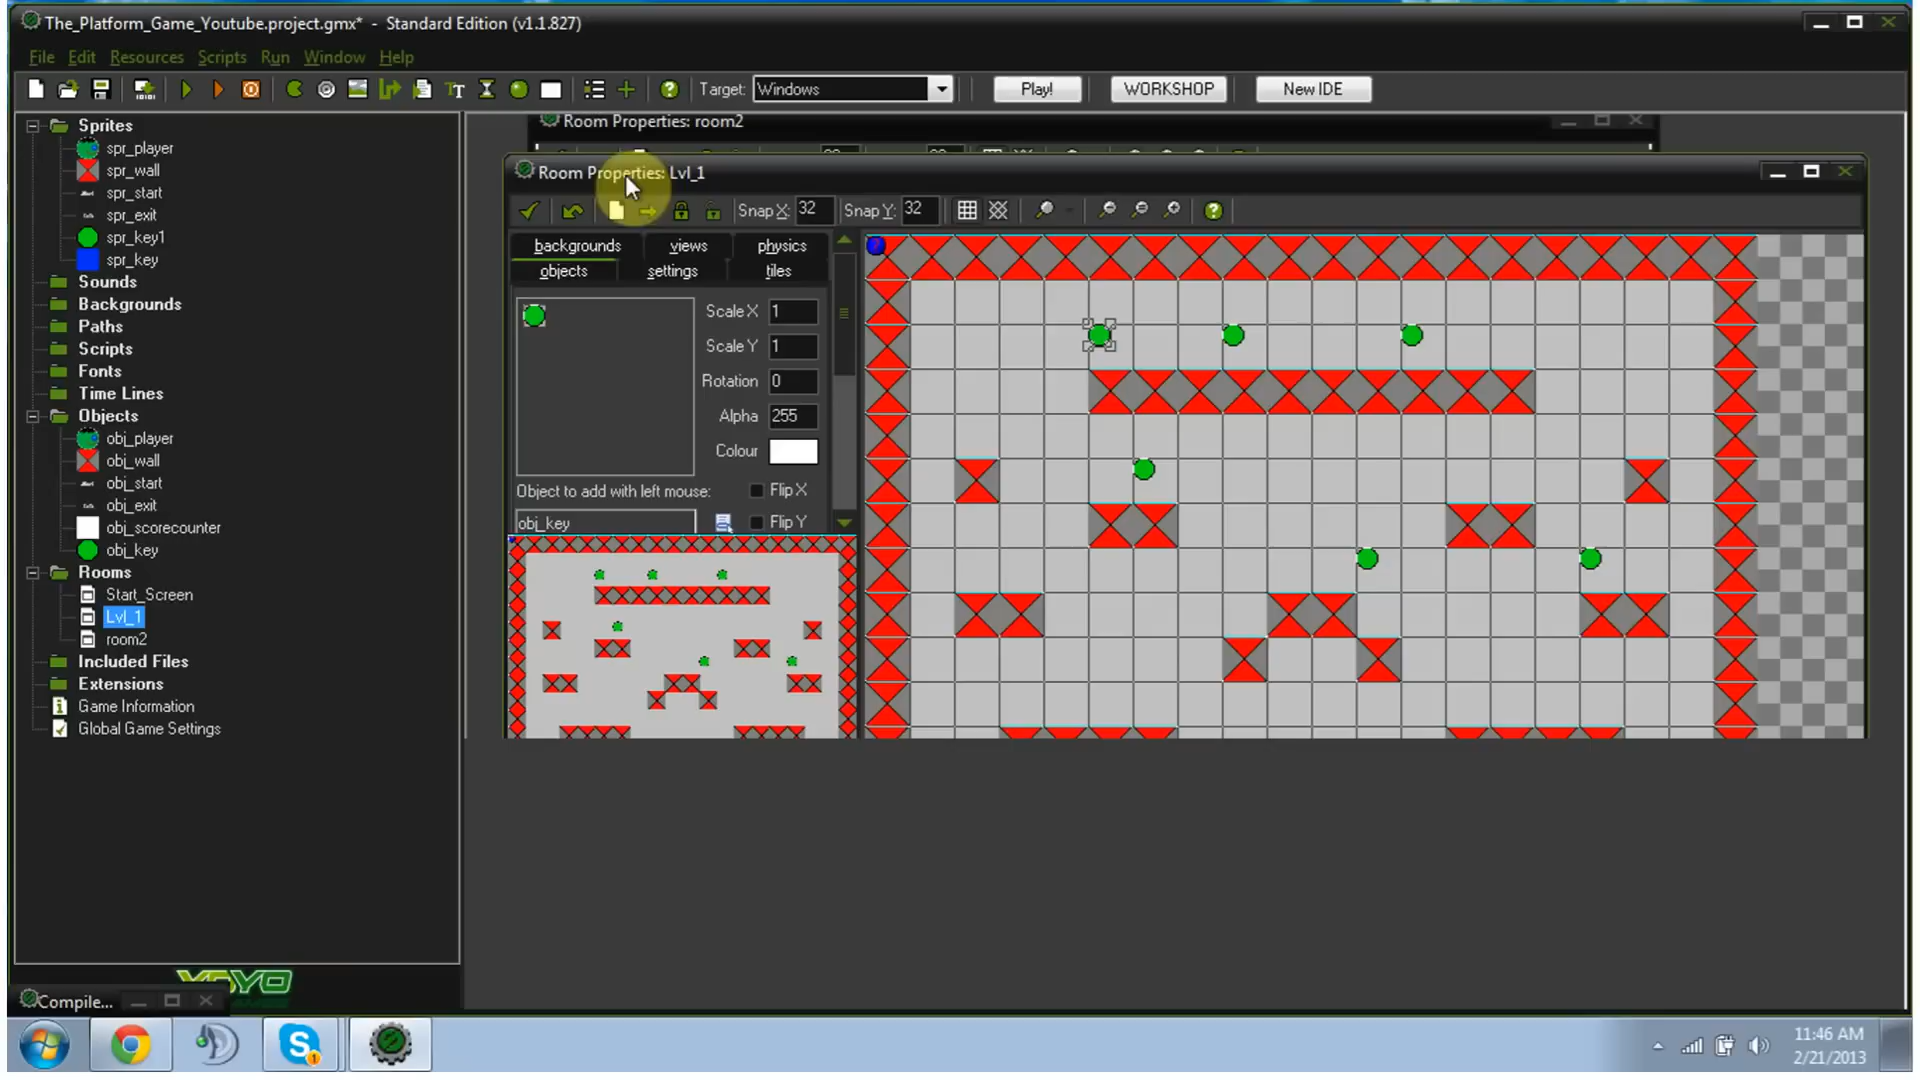 The_Platform_Game_Youtube.project.gmx* - Standard Edition (v1.1.827)
File Edit Resources Scripts Run Window Help
Target: Windows Play! WORKSHOP New IDE
Sprites
spr_player
spr_wall
spr_start
spr_exit
spr_key1
spr_key
Sounds
Backgrounds
Paths
Scripts
Fonts
Time Lines
Objects
obj_player
obj_wall
obj_start
obj_exit
obj_scorecounter
obj_key
Rooms
Start_Screen
Lvl_1
room2
Included Files
Extensions
Game Information
Global Game Settings
YOYO
Compile...
Room Properties: room2
Room Properties: Lvl_1
Snap X: 32 Snap Y: 32
backgrounds views physics
objects settings tiles
Scale X 1
Scale Y 1
Rotation 0
Alpha 255
Colour
Object to add with left mouse: Flip X
obj_key Flip Y
11:46 AM
2/21/2013